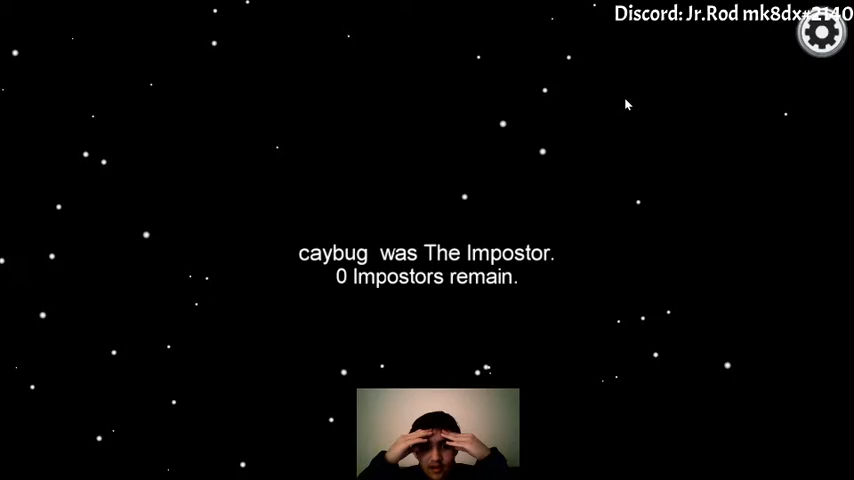 Discord: Jr.Rod mk8dx#2140
caybug was The Impostor.
0 Impostors remain.